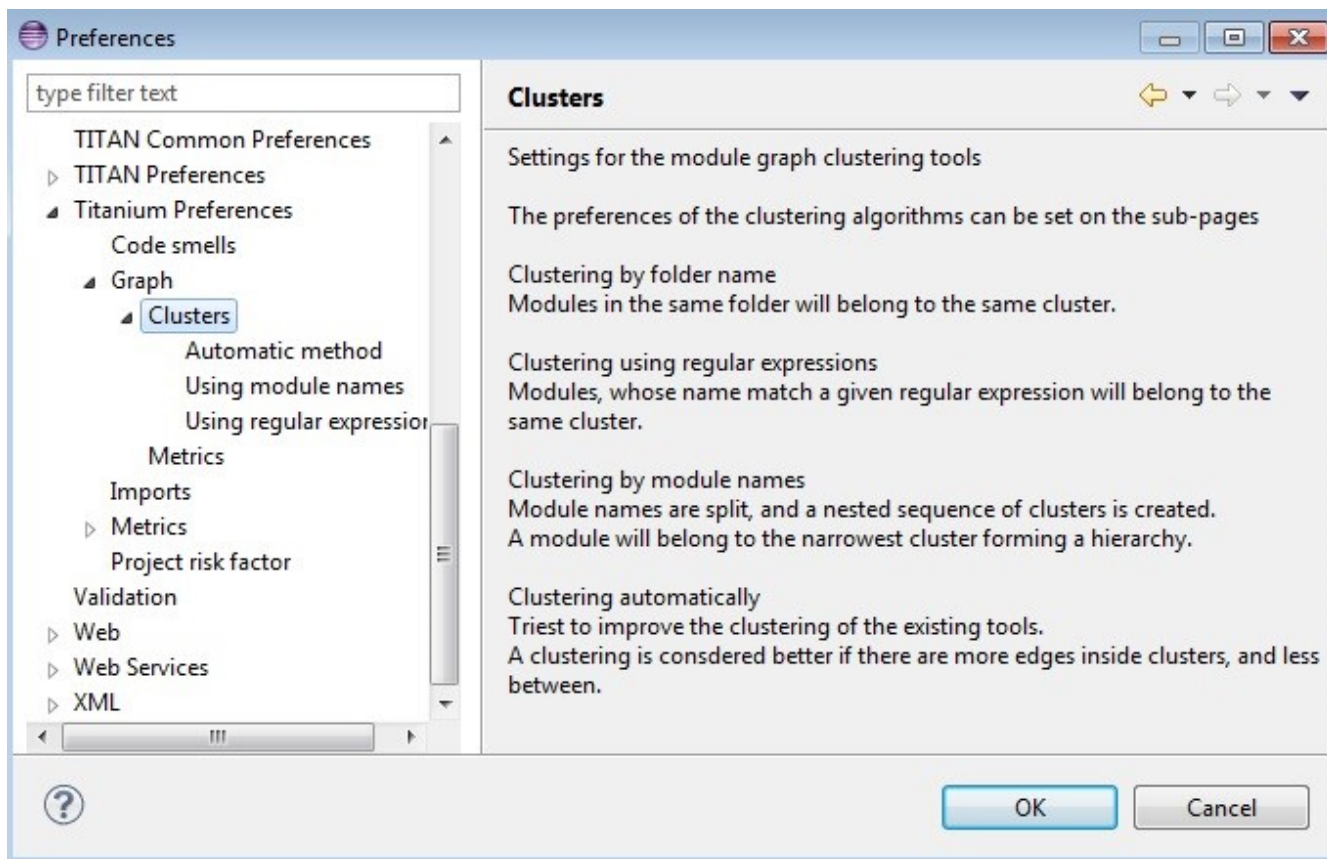 Preferences
type filter text
TITAN Common Preferences
TITAN Preferences
Titanium Preferences
Code smells
Graph
Clusters
Automatic method
Using module names
Using regular expression
Metrics
Imports
Metrics
Project risk factor
Validation
Web
Web Services
XML
Clusters
Settings for the module graph clustering tools
The preferences of the clustering algorithms can be set on the sub-pages
Clustering by folder name
Modules in the same folder will belong to the same cluster.
Clustering using regular expressions
Modules, whose name match a given regular expression will belong to the
same cluster.
Clustering by module names
Module names are split, and a nested sequence of clusters is created.
A module will belong to the narrowest cluster forming a hierarchy.
Clustering automatically
Triest to improve the clustering of the existing tools.
A clustering is consdered better if there are more edges inside clusters, and less
between.
OK
Cancel